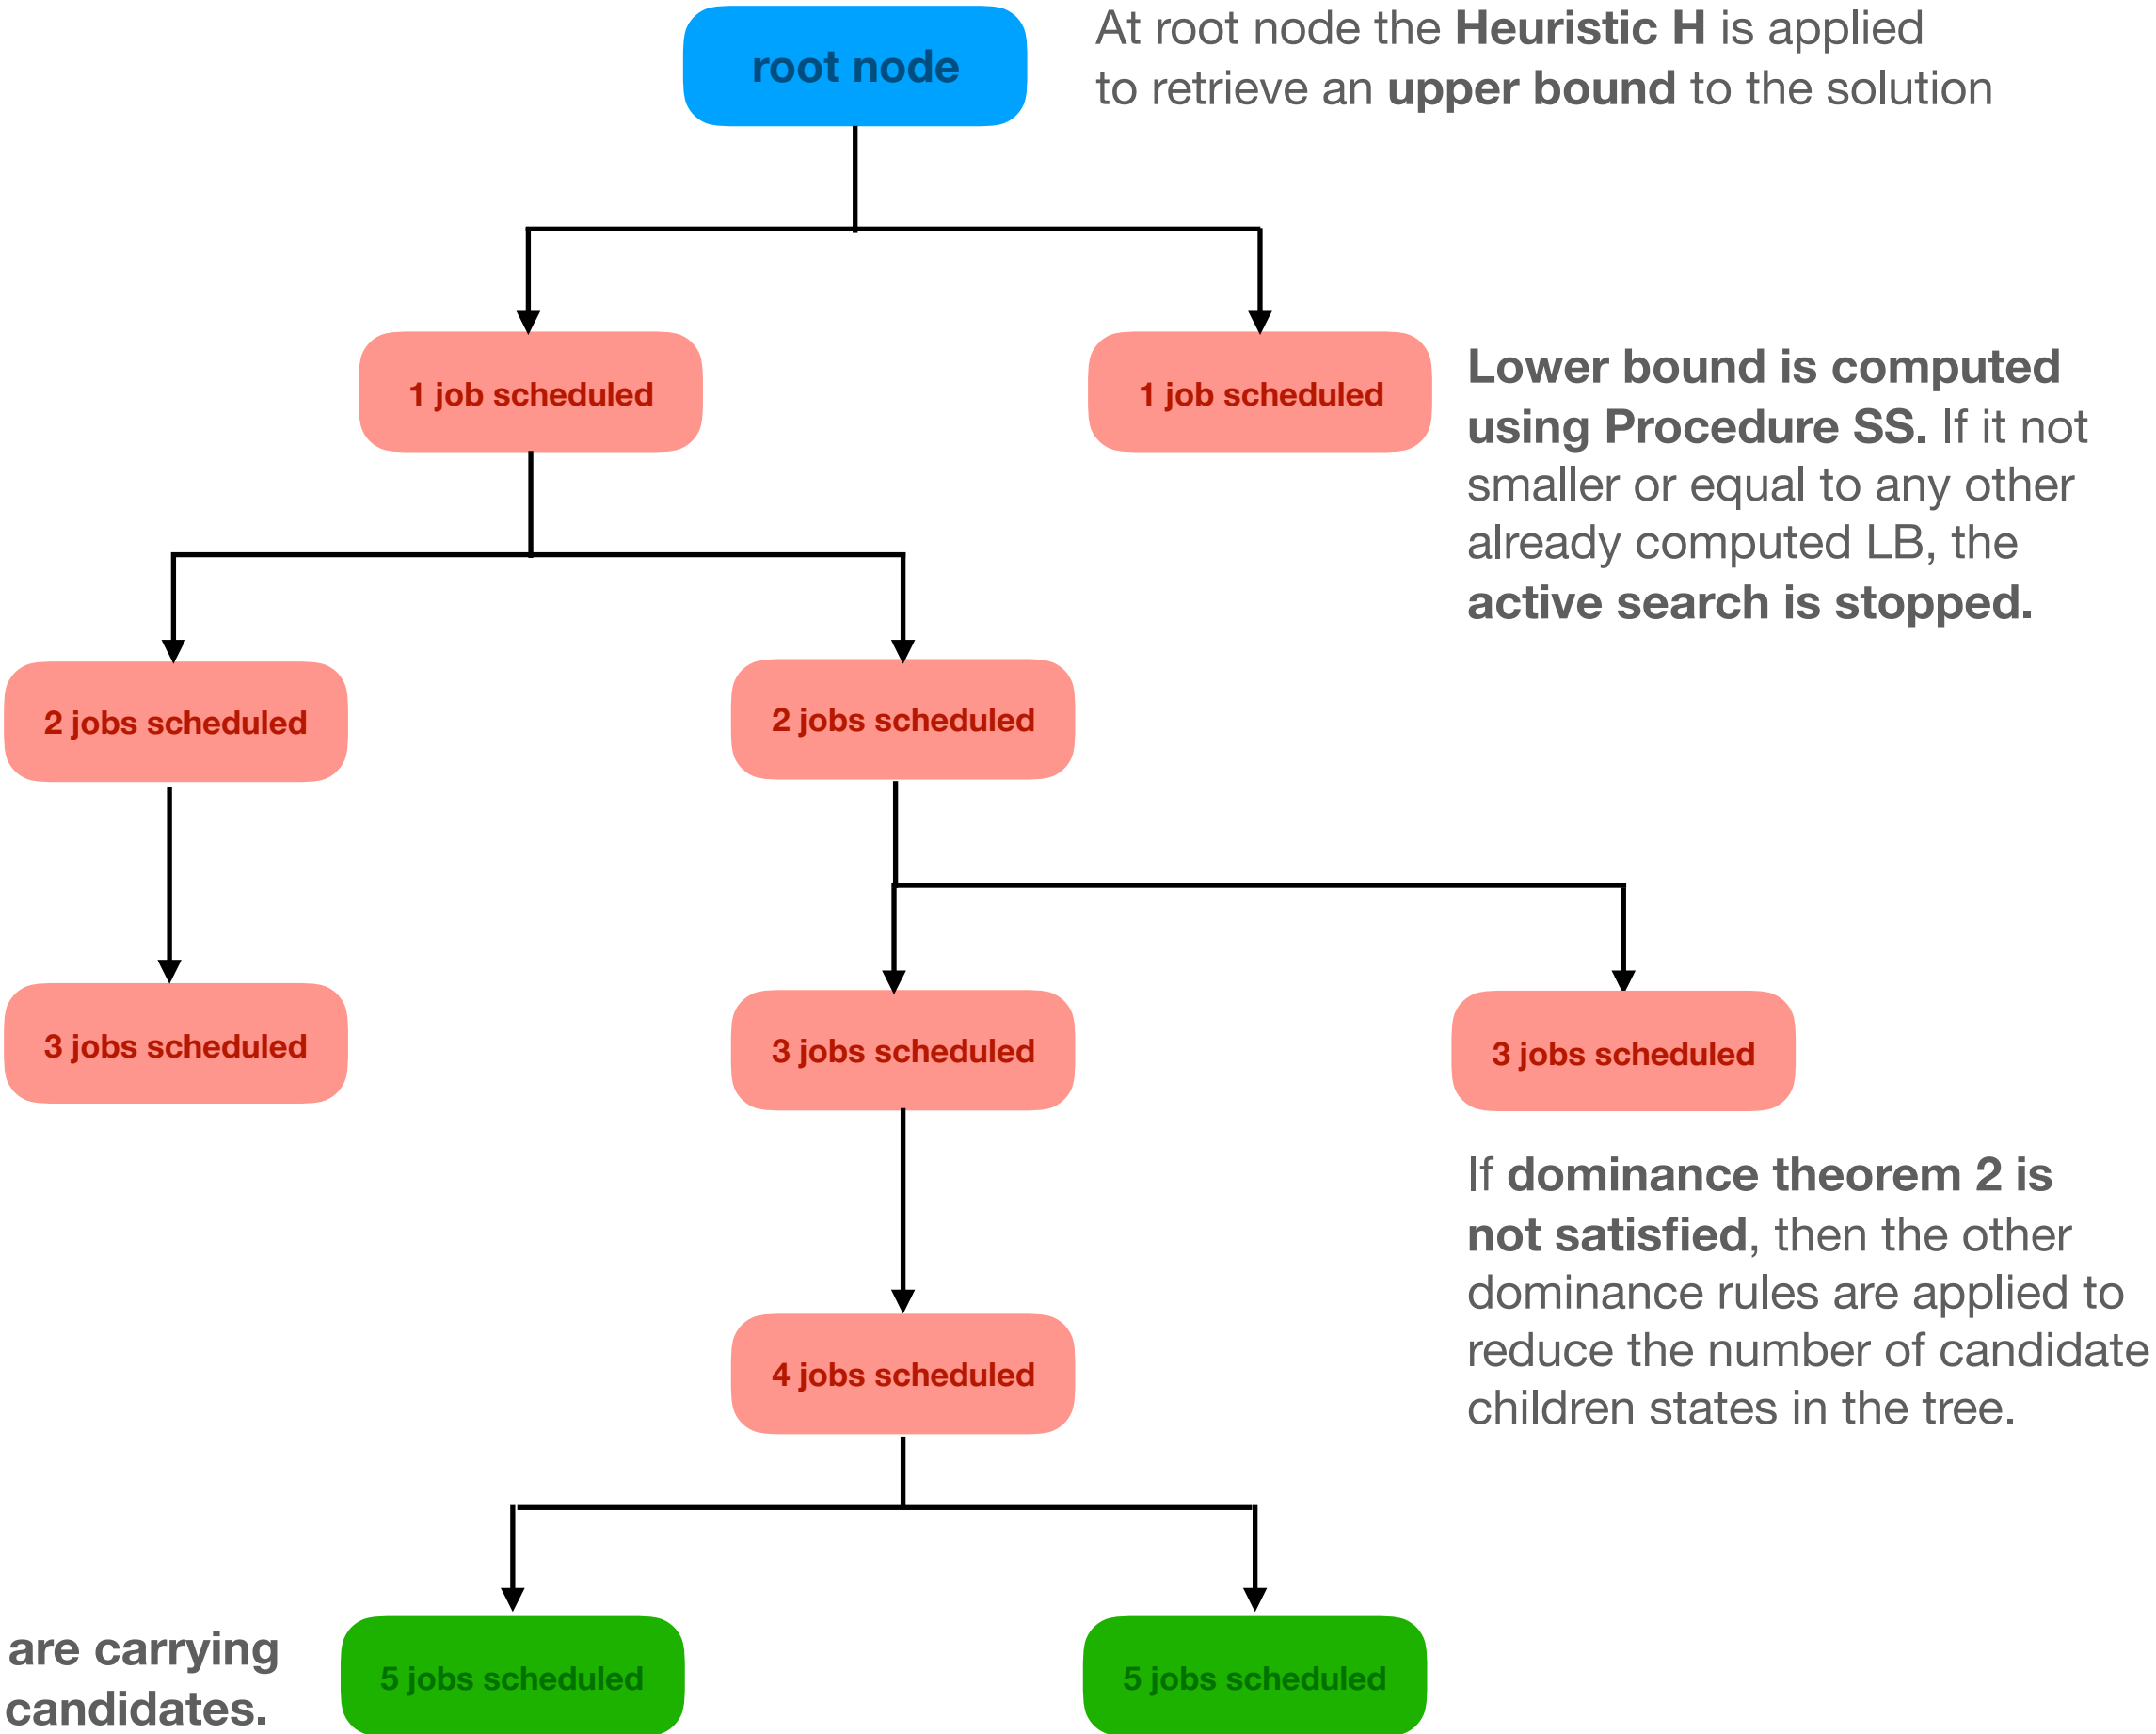 root node
At root node the Heuristic H is applied
to retrieve an upper bound to the solution
1 job scheduled
1 job scheduled
Lower bound is computed
using Procedure SS. If it not
smaller or equal to any other
already computed LB, the
active search is stopped.
2 jobs scheduled
2 jobs scheduled
3 jobs scheduled
3 jobs scheduled
3 jobs scheduled
If dominance theorem 2 is
not satisfied, then the other
dominance rules are applied to
reduce the number of candidate
children states in the tree.
4 jobs scheduled
are carrying
candidates.
5 jobs scheduled
5 jobs scheduled